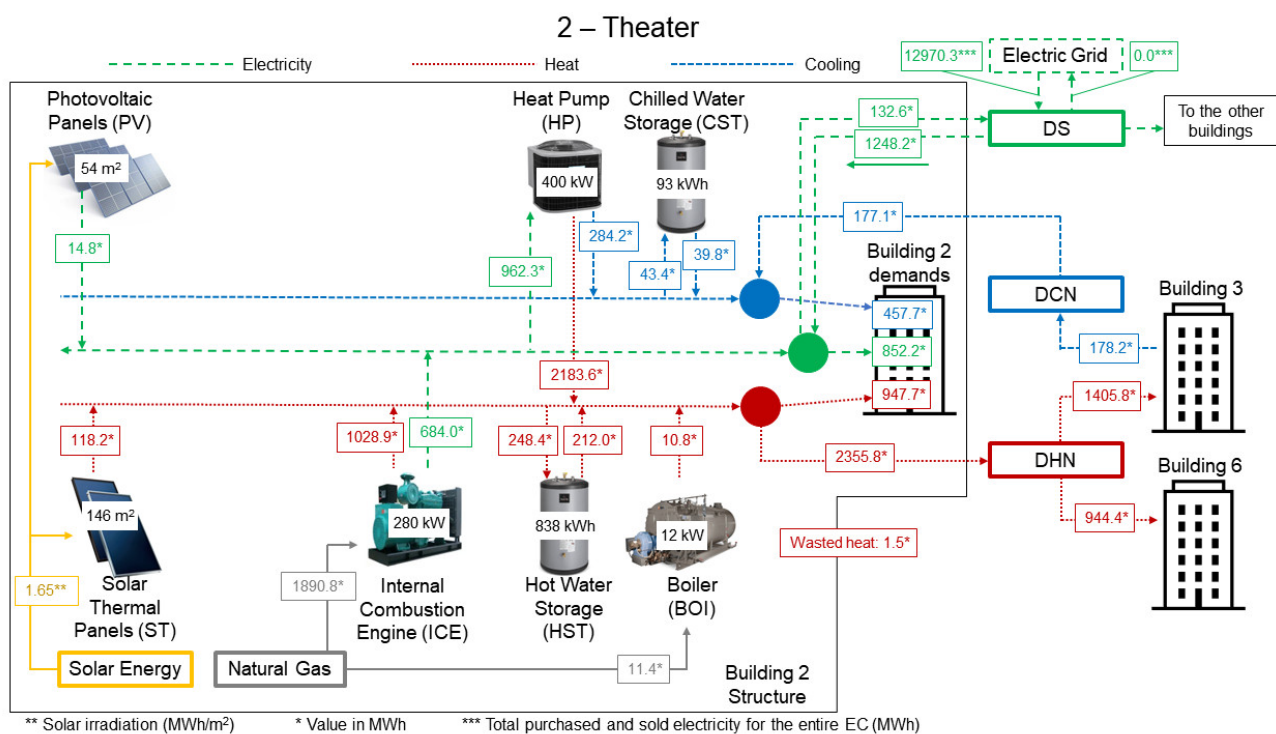 2 – Theater
Electricity
Heat
Cooling
12970.3***
Electric Grid
0.0***
Photovoltaic
Panels (PV)
Heat Pump
(HP)
Chilled Water
Storage (CST)
132.6*
DS
To the other
buildings
1248.2*
54 m²
400 kW
93 kWh
177.1*
14.8*
962.3*
284.2*
43.4*
39.8*
Building 2
demands
DCN
Building 3
457.7*
852.2*
947.7*
178.2*
2183.6*
1405.8*
118.2*
1028.9*
684.0*
248.4*
212.0*
10.8*
2355.8*
DHN
Building 6
146 m²
280 kW
838 kWh
12 kW
944.4*
Wasted heat: 1.5*
1.65**
Solar
Thermal
Panels (ST)
1890.8*
Internal
Combustion
Engine (ICE)
Hot Water
Storage
(HST)
Boiler
(BOI)
Solar Energy
Natural Gas
11.4*
Building 2
Structure
** Solar irradiation (MWh/m²)
* Value in MWh
*** Total purchased and sold electricity for the entire EC (MWh)